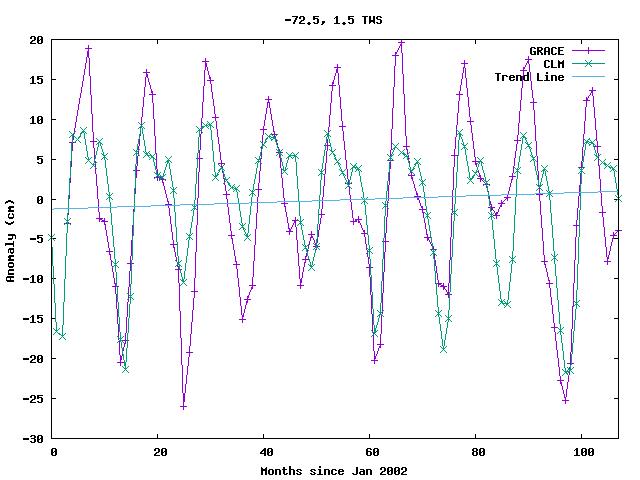 -72.5, 1.5 TWS
GRACE
CLM
Trend Line
20
15
10
5
0
-5
-10
-15
-20
-25
-30
Anomaly (cm)
0 20 40 60 80 100
Months since Jan 2002